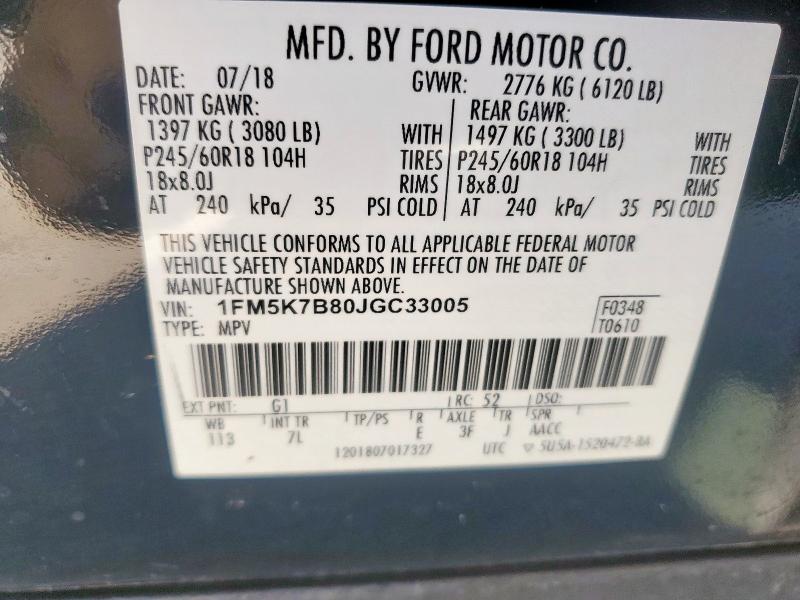 MFD. BY FORD MOTOR CO.
DATE: 07/18 GVWR: 2776 KG ( 6120 LB)
FRONT GAWR: REAR GAWR:
1397 KG ( 3080 LB) WITH 1497 KG ( 3300 LB) WITH
P245/60R18 104H TIRES P245/60R18 104H TIRES
18x8.0J RIMS 18x8.0J RIMS
AT 240 kPa/ 35 PSI COLD AT 240 kPa/ 35 PSI COLD
THIS VEHICLE CONFORMS TO ALL APPLICABLE FEDERAL MOTOR
VEHICLE SAFETY STANDARDS IN EFFECT ON THE DATE OF
MANUFACTURE SHOWN ABOVE.
VIN: 1FM5K7B80JGC33005 F0348
TYPE: MPV T0610
EXT PNT: G1 RC: 52 DSO:
WB INT TR TP/PS R AXLE TR SPR
113 7L E 3F J AACC
1201807017327 UTC ▽ 5U5A-1520472-BA